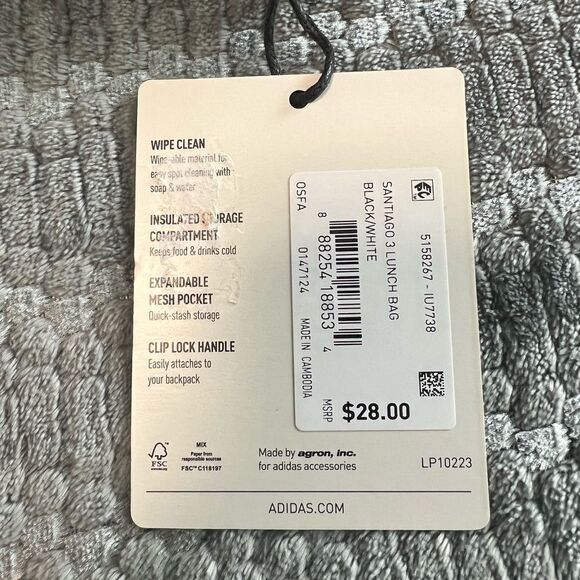 WIPE CLEAN
Wipe-able material for
easy spot cleaning with
soap & water
INSULATED STORAGE
COMPARTMENT
Keeps food & drinks cold
EXPANDABLE
MESH POCKET
Quick-stash storage
CLIP LOCK HANDLE
Easily attaches to
your backpack
5158267 - IU7738
SANTIAGO 3 LUNCH BAG
BLACK/WHITE
8 88254 18853 4
OSFA 0147124 MADE IN CAMBODIA
MSRP $28.00
FSC
MIX
Paper from
responsible sources
FSC™ C118197
Made by agron, inc.
for adidas accessories
LP10223
ADIDAS.COM